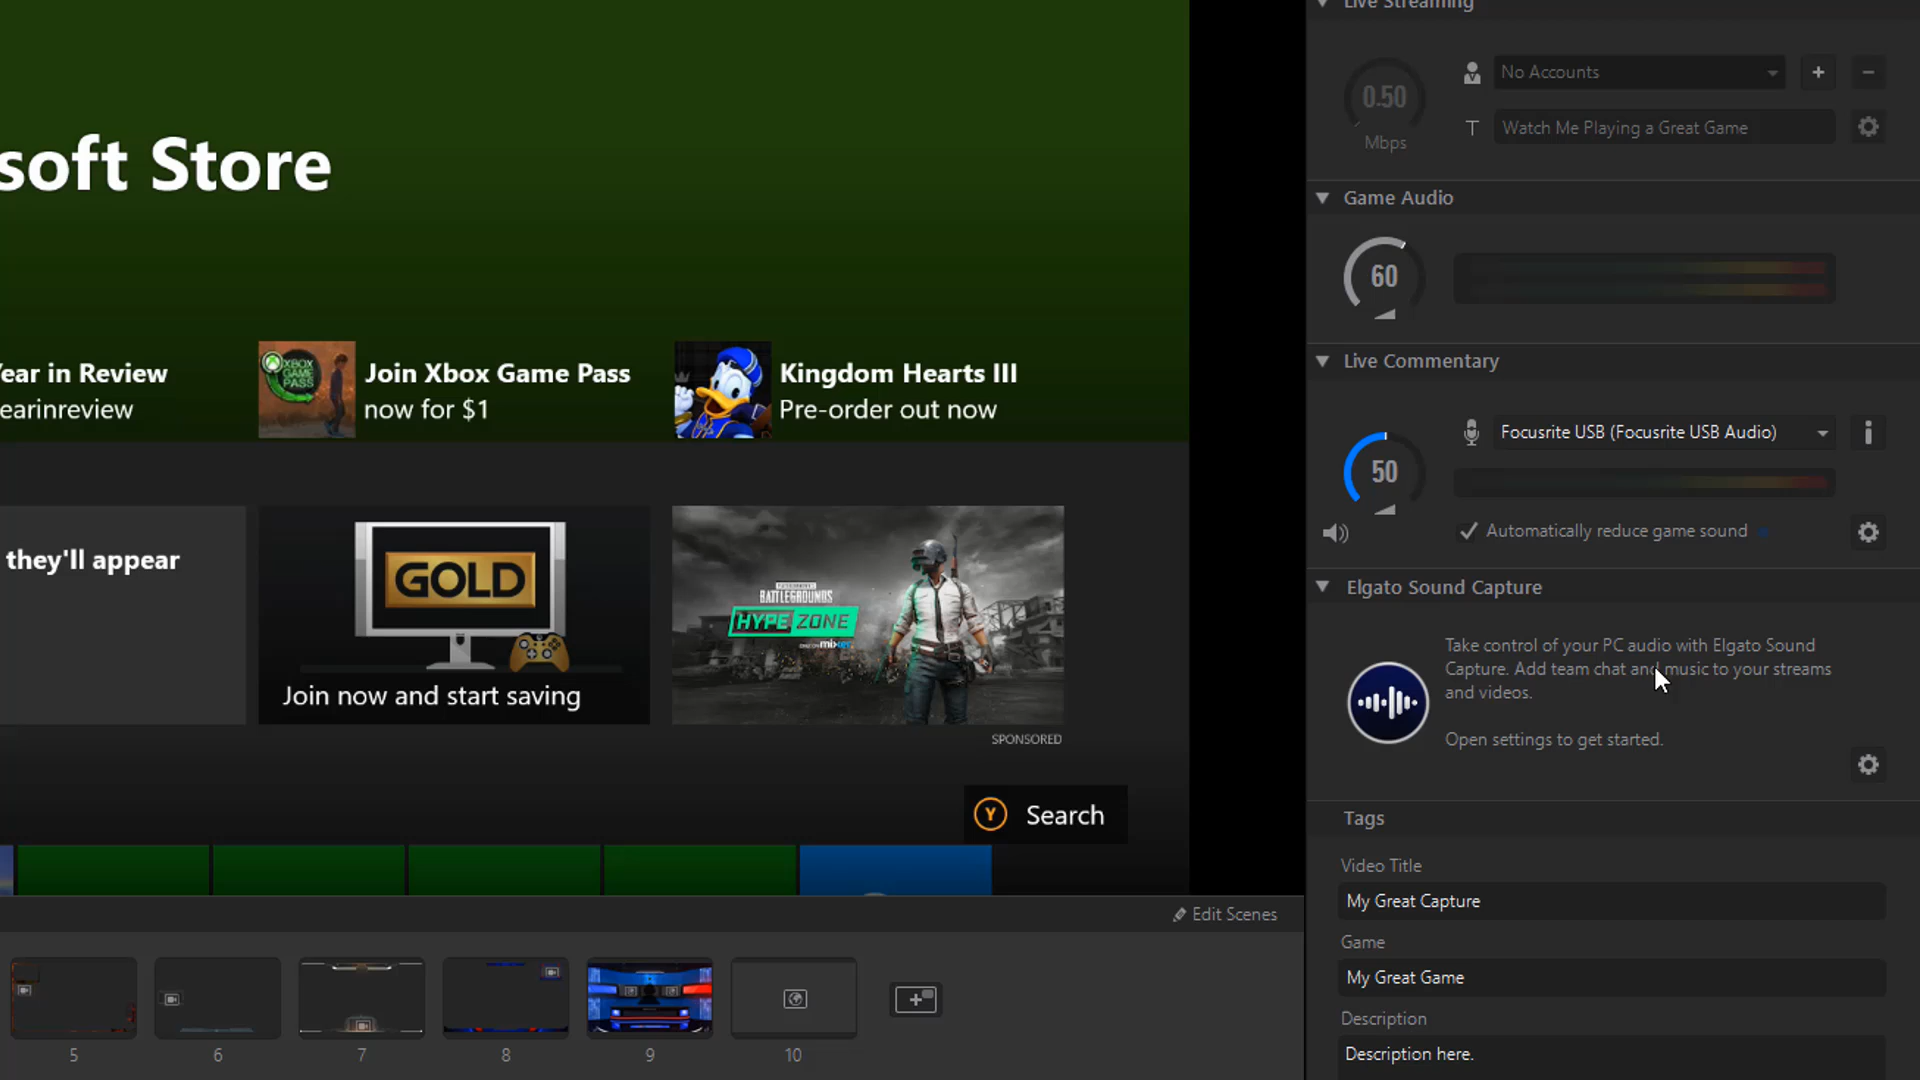 Live Streaming
0.50
Mbps
No Accounts
Watch Me Playing a Great Game
soft Store
Game Audio
60
ear in Review
earinreview
XBOX
GAME
PASS
Join Xbox Game Pass
now for $1
Kingdom Hearts III
Pre-order out now
Live Commentary
Focusrite USB (Focusrite USB Audio)
50
Automatically reduce game sound
they'll appear
GOLD
Join now and start saving
BATTLEGROUNDS
HYPE ZONE
mixer
SPONSORED
Elgato Sound Capture
Take control of your PC audio with Elgato Sound
Capture. Add team chat and music to your streams
and videos.
Open settings to get started.
Y Search
Tags
Video Title
My Great Capture
Game
My Great Game
Description
Description here.
Edit Scenes
5
6
7
8
9
10